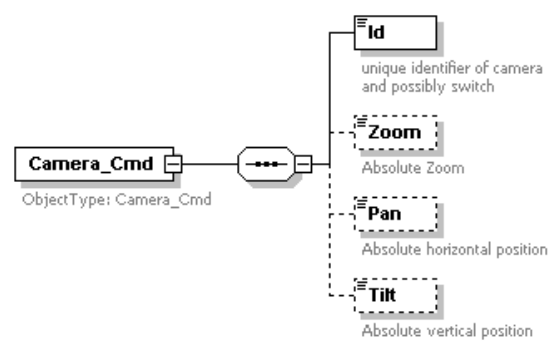 Id
unique identifier of camera
and possibly switch
Zoom
Absolute Zoom
Camera_Cmd
ObjectType: Camera_Cmd
Pan
Absolute horizontal position
Tilt
Absolute vertical position